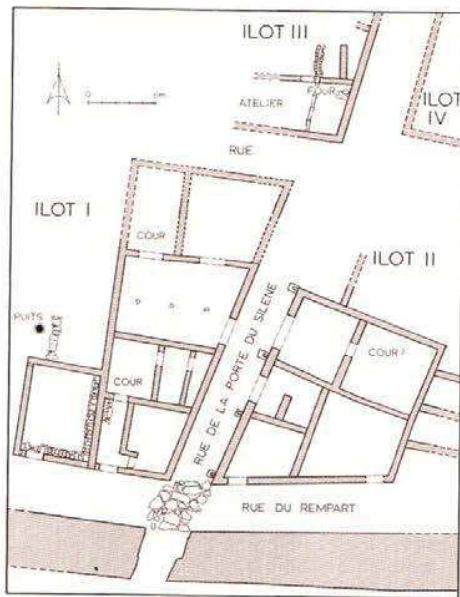 ILOT III
0
ATELIER
FOUR
ILOT
IV
RUE
ILOT I
COUR
ILOT II
PUITS
RUE DE LA PORTE DU SILENE
COUR ?
COUR
RUE DU REMPART